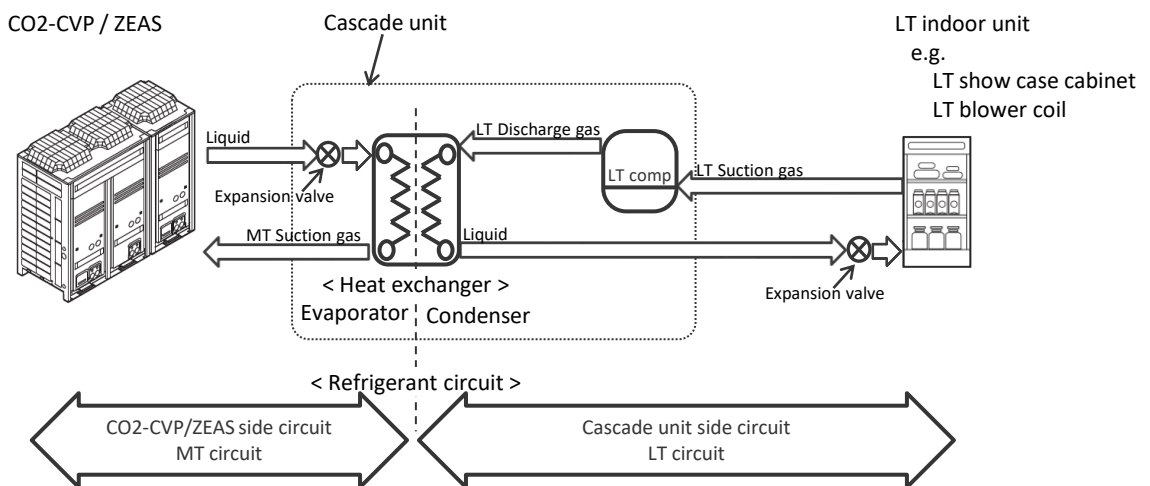 CO2-CVP / ZEAS
Cascade unit
LT indoor unit
e.g.
LT show case cabinet
LT blower coil
Liquid
LT Discharge gas
LT comp
LT Suction gas
Expansion valve
MT Suction gas
Liquid
Expansion valve
< Heat exchanger >
Evaporator
Condenser
< Refrigerant circuit >
CO2-CVP/ZEAS side circuit
MT circuit
Cascade unit side circuit
LT circuit